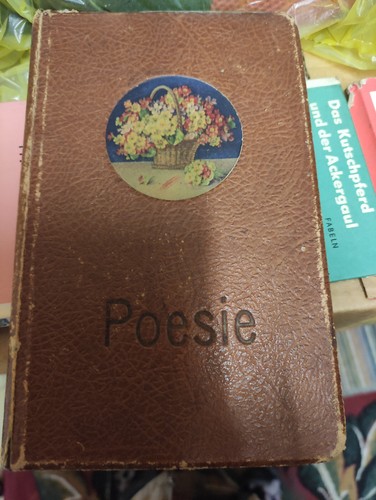 Poesie
Das Kutschpferd
und der Ackergaul
FABELN